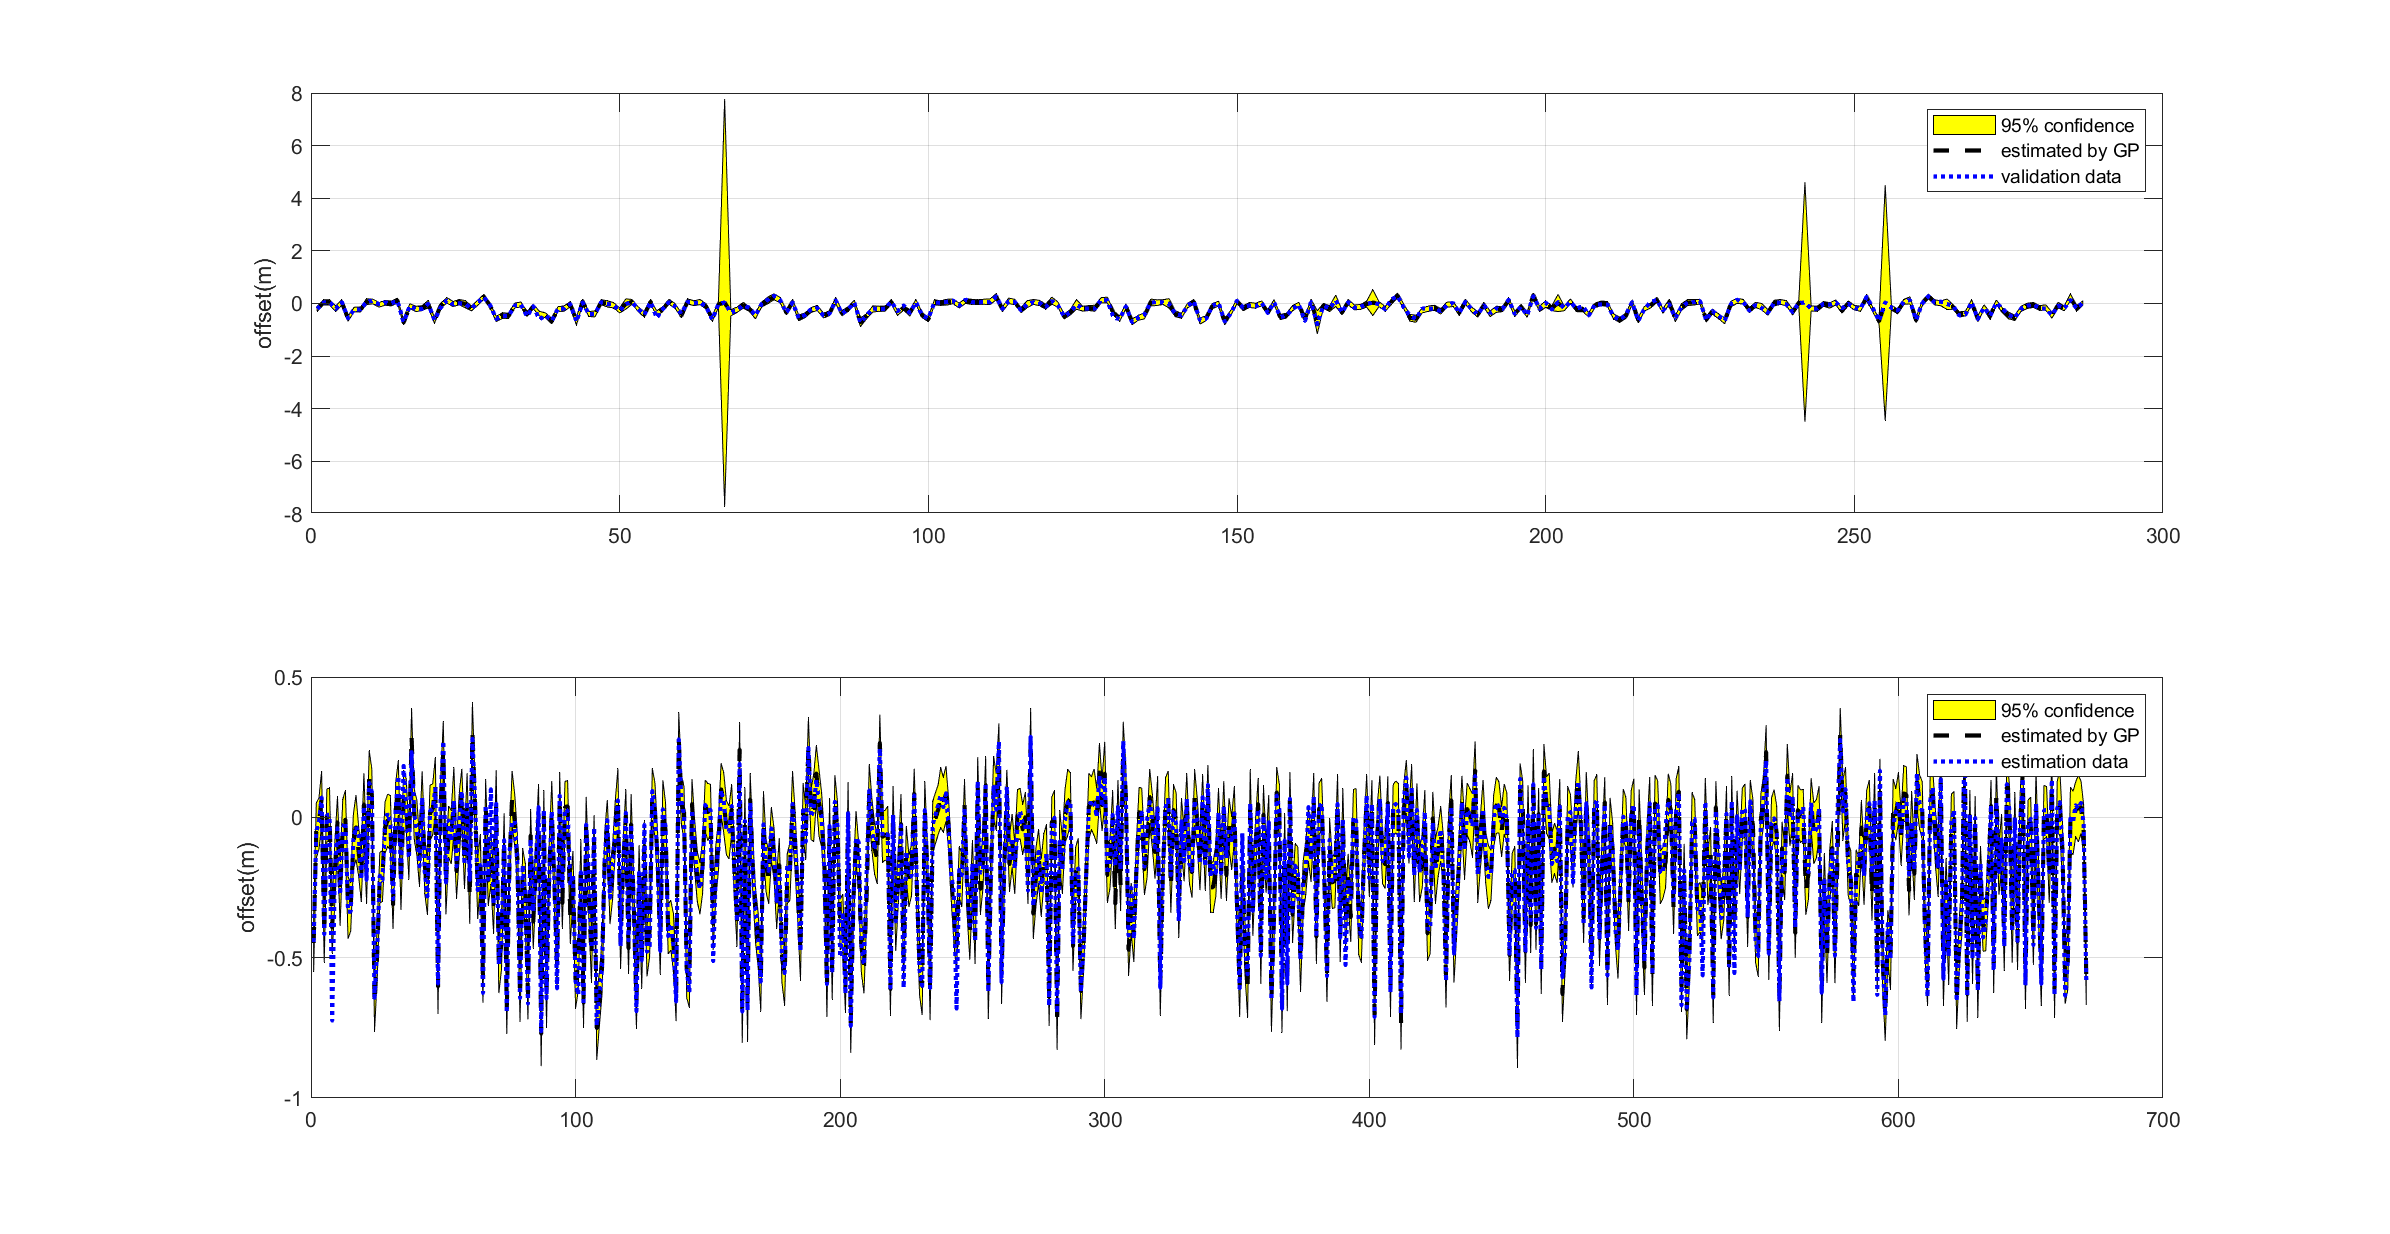 8
6
4
2
0
-2
-4
-6
-8
offset(m)
0 50 100 150 200 250 300
95% confidence
estimated by GP
validation data
0.5
0
-0.5
-1
offset(m)
0 100 200 300 400 500 600 700
95% confidence
estimated by GP
estimation data